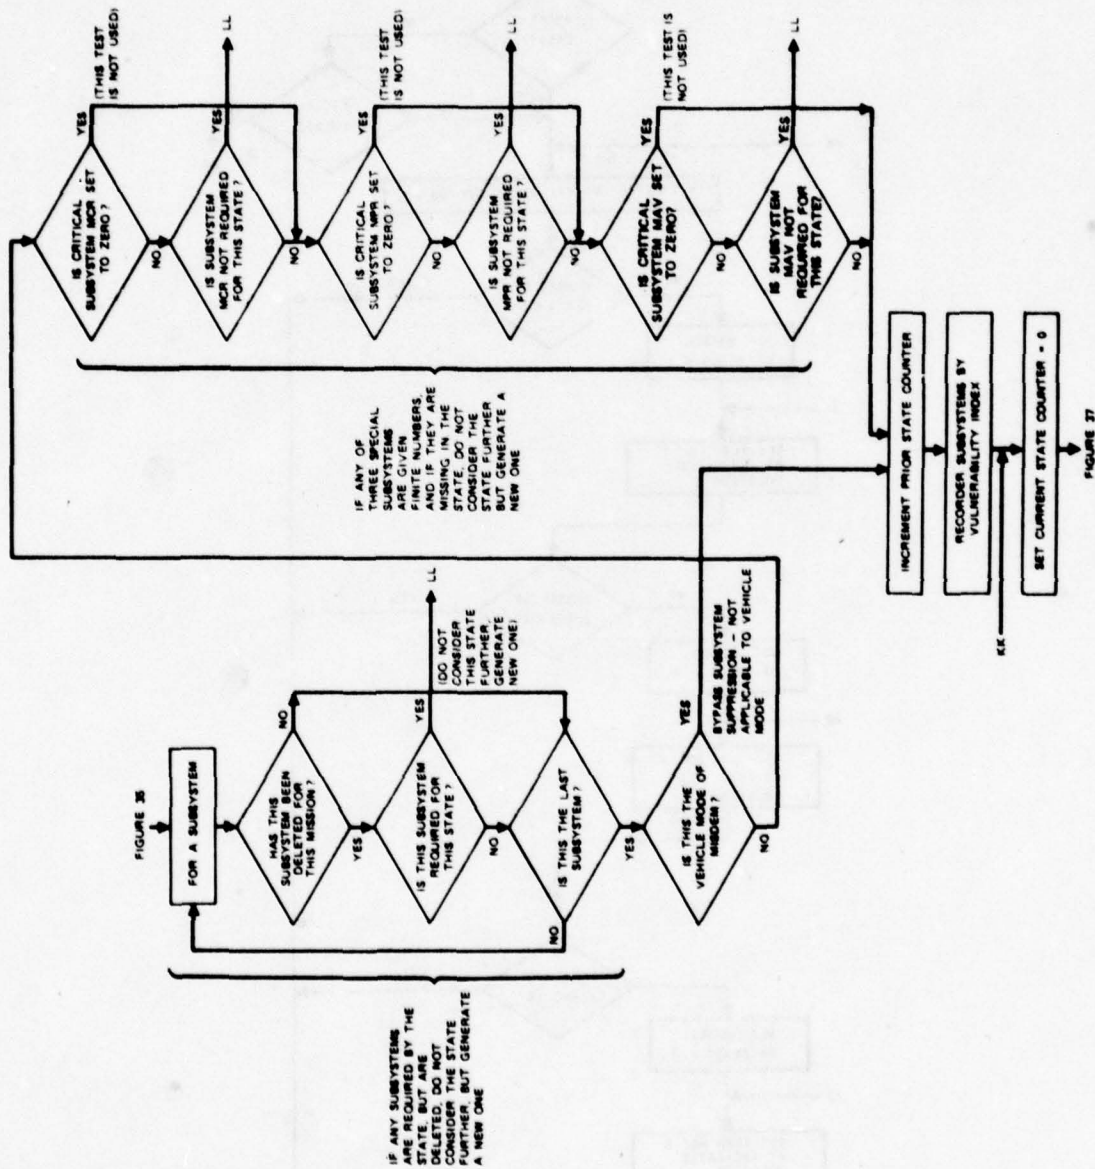 FIGURE 35
FOR A SUBSYSTEM
HAS THIS
SUBSYSTEM BEEN
DELETED FOR
THIS MISSION?
NO
YES
IS THIS SUBSYSTEM
REQUIRED FOR
THIS STATE?
YES
LL
(DO NOT
CONSIDER
THIS STATE
FURTHER,
GENERATE
NEW ONE)
NO
IS THIS THE LAST
SUBSYSTEM?
NO
YES
IS THIS THE
VEHICLE MODE OF
MIDDEM?
YES
BYPASS SUBSYSTEM
SUPPRESSION - NOT
APPLICABLE TO VEHICLE
MODE
NO
IF ANY SUBSYSTEMS
ARE REQUIRED BY THE
STATE, BUT ARE
DELETED, DO NOT
CONSIDER THE STATE
FURTHER, BUT GENERATE
A NEW ONE
IS CRITICAL
SUBSYSTEM MCR SET
TO ZERO?
YES
(THIS TEST
IS NOT USED)
NO
IS SUBSYSTEM
MCR NOT REQUIRED
FOR THIS STATE?
YES
LL
NO
IS CRITICAL
SUBSYSTEM MPR SET
TO ZERO?
YES
(THIS TEST
IS NOT USED)
NO
IS SUBSYSTEM
MPR NOT REQUIRED
FOR THIS STATE?
YES
LL
NO
IS CRITICAL
SUBSYSTEM MAV SET
TO ZERO?
YES
(THIS TEST IS
NOT USED)
NO
IS SUBSYSTEM
MAV NOT
REQUIRED FOR
THIS STATE?
YES
LL
NO
IF ANY OF
THREE SPECIAL
SUBSYSTEMS
ARE GIVEN
FINITE NUMBERS,
AND IF THEY ARE
MISSING IN THE
STATE, DO NOT
CONSIDER THE
STATE FURTHER
BUT GENERATE A
NEW ONE
INCREMENT PRIOR STATE COUNTER
RECORDER SUBSYSTEMS BY
VULNERABILITY INDEX
KK
SET CURRENT STATE COUNTER = 0
FIGURE 37